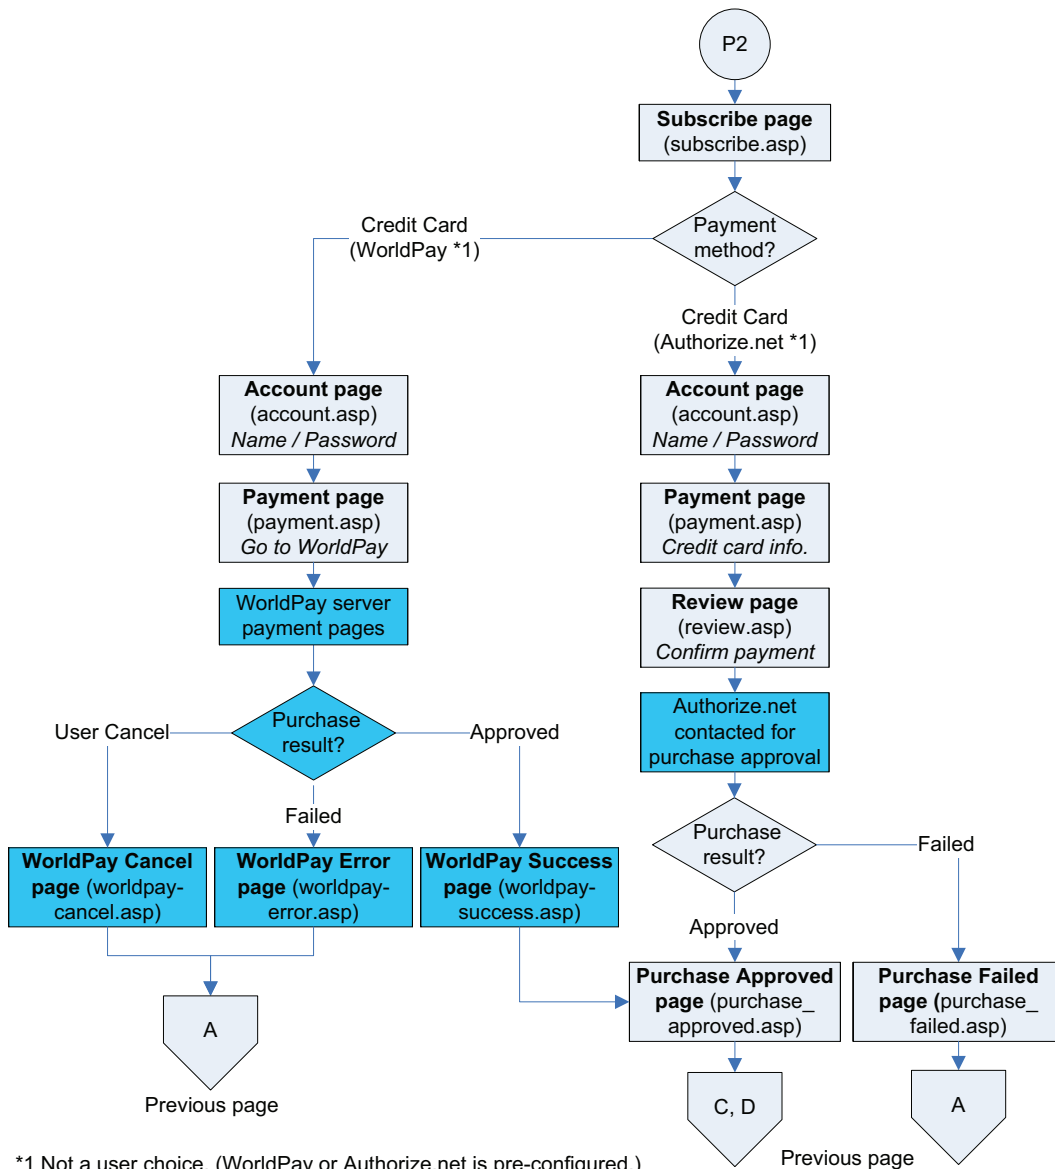 P2
Subscribe page
(subscribe.asp)
Payment
method?
Credit Card
(WorldPay *1)
Credit Card
(Authorize.net *1)
Account page
(account.asp)
Name / Password
Account page
(account.asp)
Name / Password
Payment page
(payment.asp)
Go to WorldPay
Payment page
(payment.asp)
Credit card info.
WorldPay server
payment pages
Review page
(review.asp)
Confirm payment
Purchase
result?
User Cancel
Approved
Failed
Authorize.net
contacted for
purchase approval
Purchase
result?
Failed
Approved
WorldPay Cancel
page (worldpay-
cancel.asp)
WorldPay Error
page (worldpay-
error.asp)
WorldPay Success
page (worldpay-
success.asp)
Purchase Approved
page (purchase_
approved.asp)
Purchase Failed
page (purchase_
failed.asp)
A
Previous page
C, D
A
Previous page
*1 Not a user choice. (WorldPay or Authorize.net is pre-configured.)